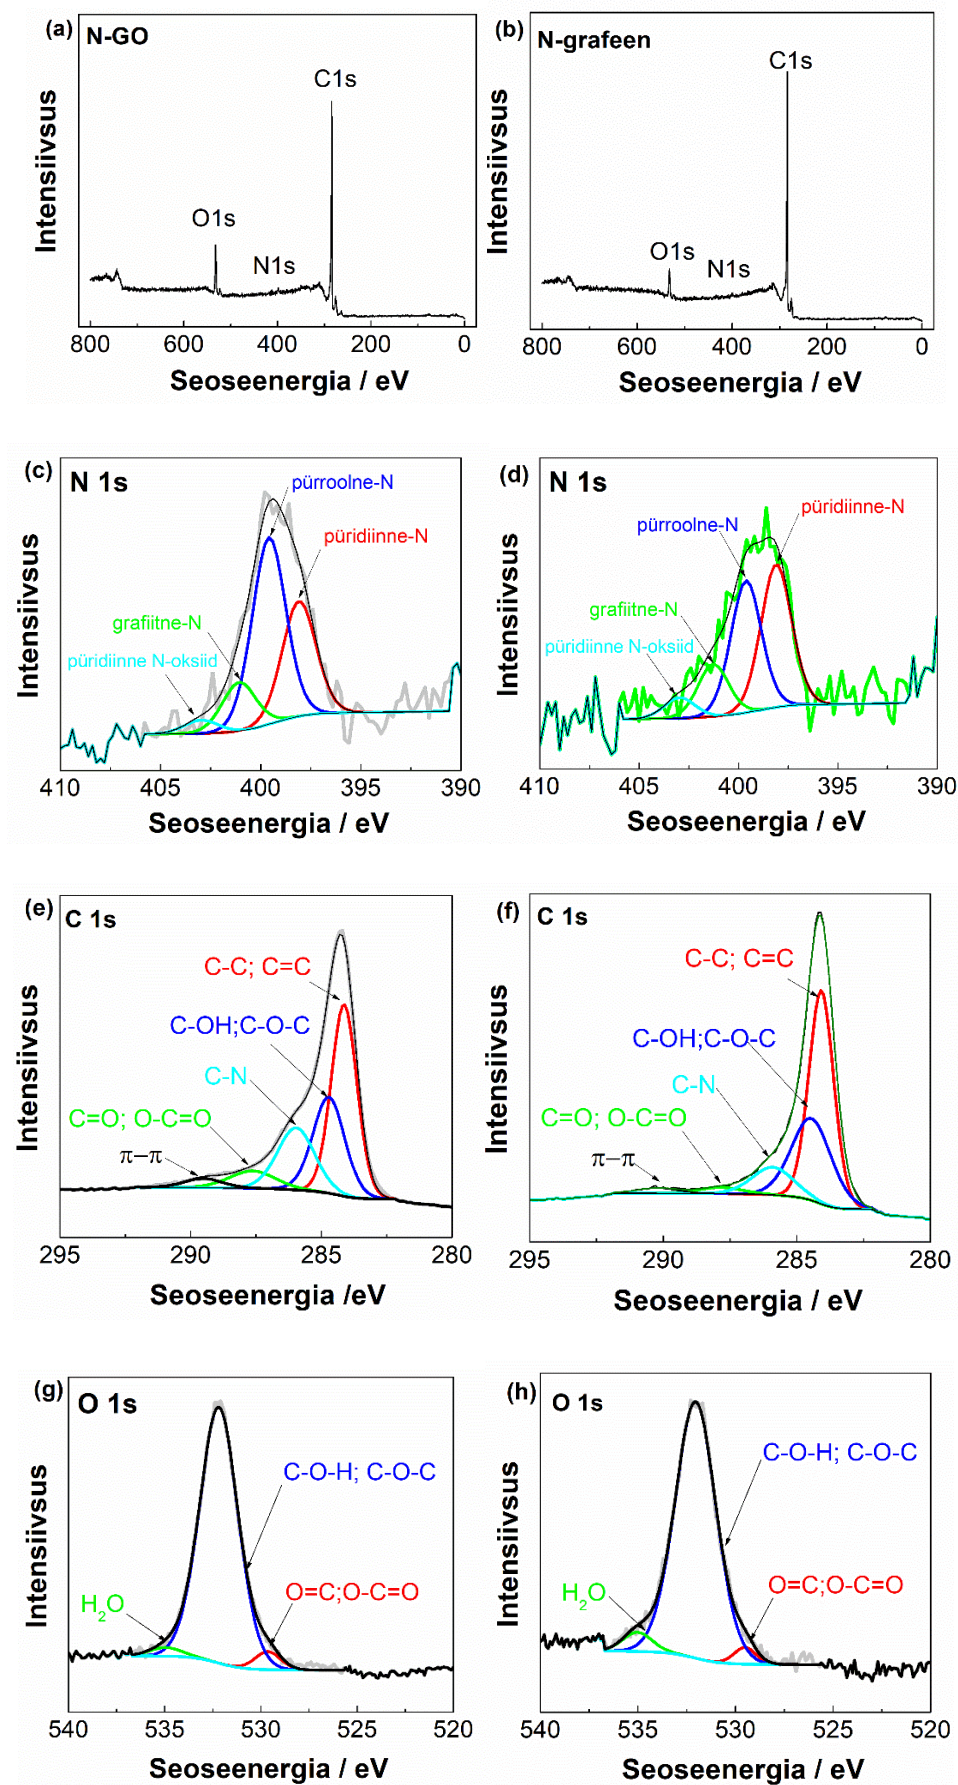 (a)
N-GO
C1s
O1s
N1s
Intensiivsus
800 600 400 200 0
Seoseenergia / eV
(b)
N-grafeen
C1s
O1s
N1s
Intensiivsus
800 600 400 200 0
Seoseenergia / eV
(c)
N 1s
pürroolne-N
püridiinne-N
grafiitne-N
püridiinne N-oksiid
Intensiivsus
410 405 400 395 390
Seoseenergia / eV
(d)
N 1s
püridiinne-N
pürroolne-N
grafiitne-N
püridiinne N-oksiid
Intensiivsus
410 405 400 395 390
Seoseenergia / eV
(e)
C 1s
C-C; C=C
C-OH;C-O-C
C-N
C=O; O-C=O
π−π
Intensiivsus
295 290 285 280
Seoseenergia /eV
(f)
C 1s
C-C; C=C
C-OH;C-O-C
C-N
C=O; O-C=O
π−π
Intensiivsus
295 290 285 280
Seoseenergia / eV
(g)
O 1s
C-O-H; C-O-C
O=C;O-C=O
H₂O
Intensiivsus
540 535 530 525 520
Seoseenergia / eV
(h)
O 1s
C-O-H; C-O-C
O=C;O-C=O
H₂O
Intensiivsus
540 535 530 525 520
Seoseenergia / eV